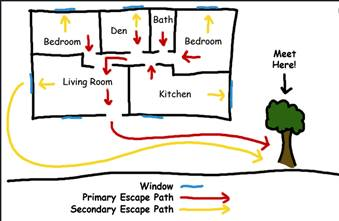 Bath
Den
Bedroom
Bedroom
Meet
Here!
Living Room
Kitchen
Window
Primary Escape Path
Secondary Escape Path